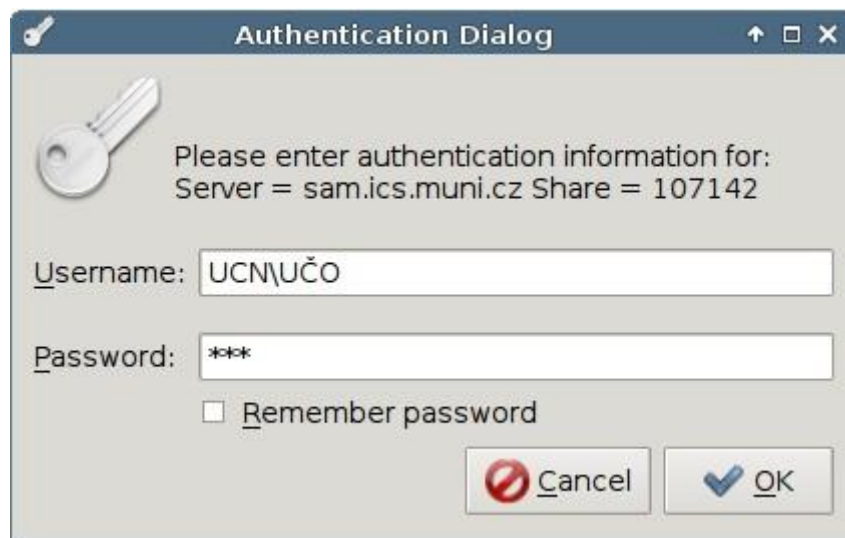 Authentication Dialog
Please enter authentication information for:
Server = sam.ics.muni.cz Share = 107142
Username: UCN\UČO
Password: ***
Remember password
Cancel OK